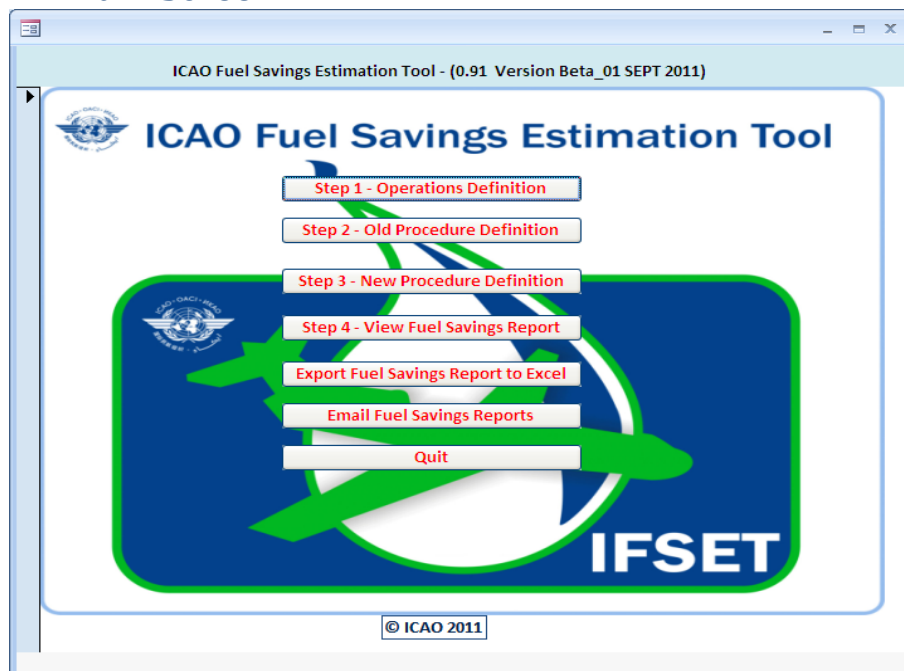 ICAO Fuel Savings Estimation Tool - (0.91 Version Beta_01 SEPT 2011)
ICAO Fuel Savings Estimation Tool
Step 1 - Operations Definition
Step 2 - Old Procedure Definition
Step 3 - New Procedure Definition
Step 4 - View Fuel Savings Report
Export Fuel Savings Report to Excel
Email Fuel Savings Reports
Quit
IFSET
© ICAO 2011